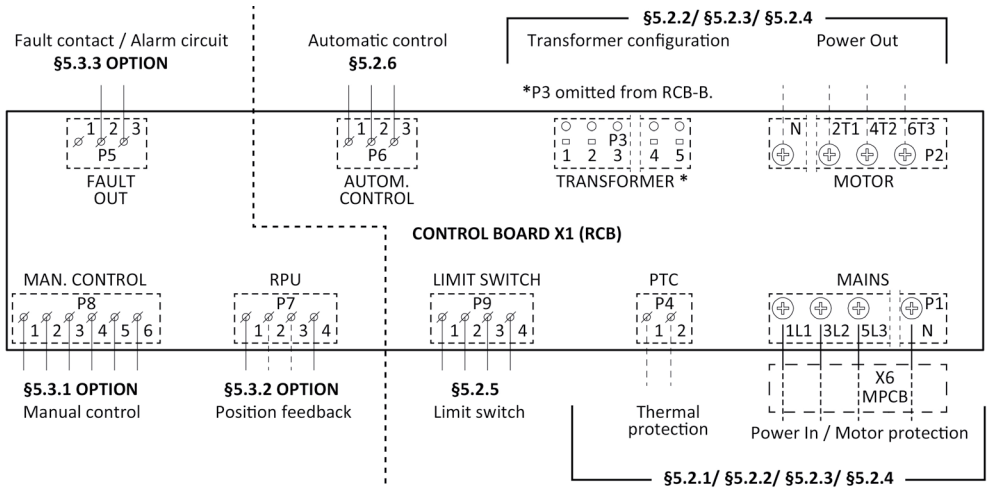 §5.2.2/ §5.2.3/ §5.2.4
Fault contact / Alarm circuit
§5.3.3 OPTION
Automatic control
§5.2.6
Transformer configuration
Power Out
*P3 omitted from RCB-B.
1 2 3
P5
FAULT
OUT
1 2 3
P6
AUTOM.
CONTROL
P3
1 2 3 4 5
TRANSFORMER *
N 2T1 4T2 6T3
P2
MOTOR
CONTROL BOARD X1 (RCB)
MAN. CONTROL
P8
1 2 3 4 5 6
§5.3.1 OPTION
Manual control
RPU
P7
1 2 3 4
§5.3.2 OPTION
Position feedback
LIMIT SWITCH
P9
1 2 3 4
§5.2.5
Limit switch
PTC
P4
1 2
Thermal
protection
MAINS
P1
1L1 3L2 5L3 N
X6
MPCB
Power In / Motor protection
§5.2.1/ §5.2.2/ §5.2.3/ §5.2.4